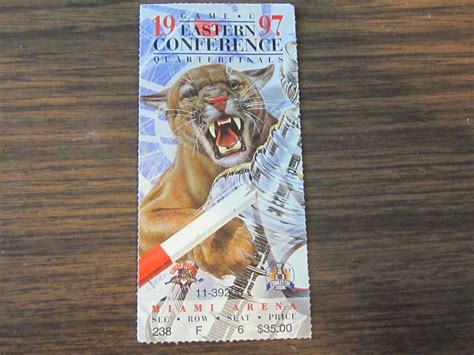 19 GAME • C 97
EASTERN
CONFERENCE
QUARTERFINALS
MIAMI ARENA
SEC • ROW • SEAT • PRICE
238 F 6 $35.00